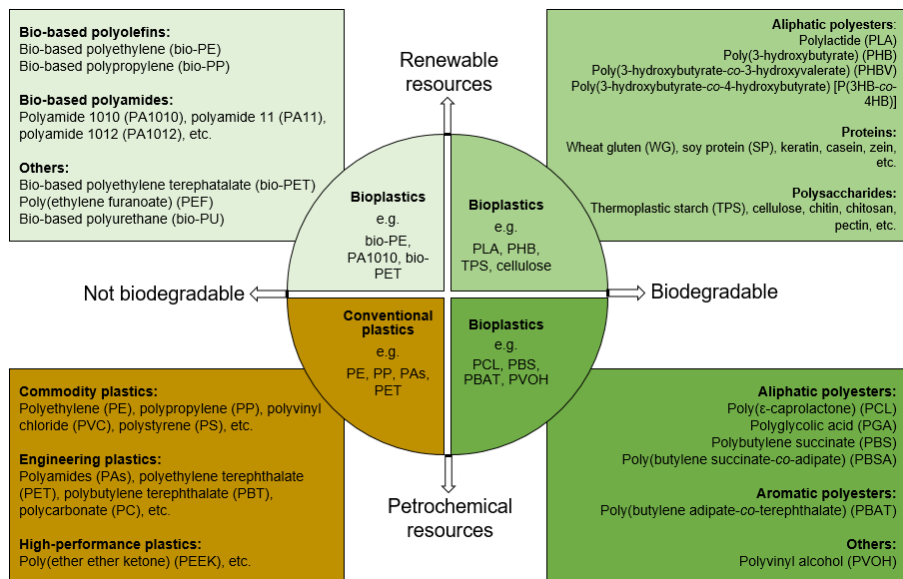 Bio-based polyolefins:
Bio-based polyethylene (bio-PE)
Bio-based polypropylene (bio-PP)
Bio-based polyamides:
Polyamide 1010 (PA1010), polyamide 11 (PA11),
polyamide 1012 (PA1012), etc.
Others:
Bio-based polyethylene terephatalate (bio-PET)
Poly(ethylene furanoate) (PEF)
Bio-based polyurethane (bio-PU)
Renewable
resources
Aliphatic polyesters:
Polylactide (PLA)
Poly(3-hydroxybutyrate) (PHB)
Poly(3-hydroxybutyrate-co-3-hydroxyvalerate) (PHBV)
Poly(3-hydroxybutyrate-co-4-hydroxybutyrate) [P(3HB-co-
4HB)]
Proteins:
Wheat gluten (WG), soy protein (SP), keratin, casein, zein,
etc.
Polysaccharides:
Thermoplastic starch (TPS), cellulose, chitin, chitosan,
pectin, etc.
Bioplastics
e.g.
bio-PE,
PA1010, bio-
PET
Bioplastics
e.g.
PLA, PHB,
TPS, cellulose
Not biodegradable
Biodegradable
Conventional
plastics
e.g.
PE, PP, PAs,
PET
Bioplastics
e.g.
PCL, PBS,
PBAT, PVOH
Commodity plastics:
Polyethylene (PE), polypropylene (PP), polyvinyl
chloride (PVC), polystyrene (PS), etc.
Engineering plastics:
Polyamides (PAs), polyethylene terephthalate
(PET), polybutylene terephthalate (PBT),
polycarbonate (PC), etc.
High-performance plastics:
Poly(ether ether ketone) (PEEK), etc.
Petrochemical
resources
Aliphatic polyesters:
Poly(ε-caprolactone) (PCL)
Polyglycolic acid (PGA)
Polybutylene succinate (PBS)
Poly(butylene succinate-co-adipate) (PBSA)
Aromatic polyesters:
Poly(butylene adipate-co-terephthalate) (PBAT)
Others:
Polyvinyl alcohol (PVOH)